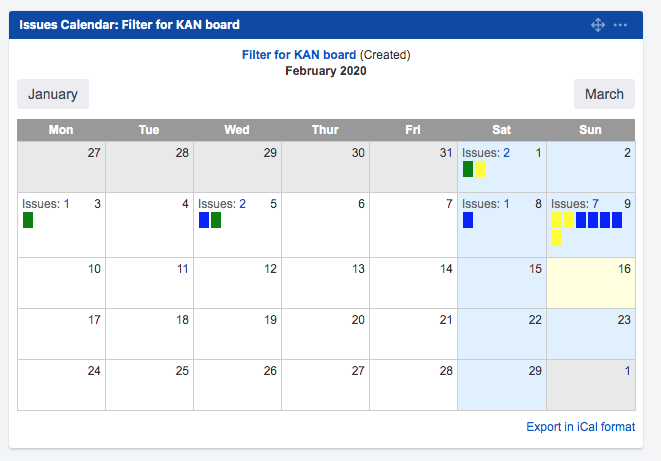 Issues Calendar: Filter for KAN board
Filter for KAN board (Created)
February 2020
January March
Mon Tue Wed Thur Fri Sat Sun
27 28 29 30 31 Issues: 2 1 2
Issues: 1 3 4 Issues: 2 5 6 7 Issues: 1 8 Issues: 7 9
10 11 12 13 14 15 16
17 18 19 20 21 22 23
24 25 26 27 28 29 1
Export in iCal format